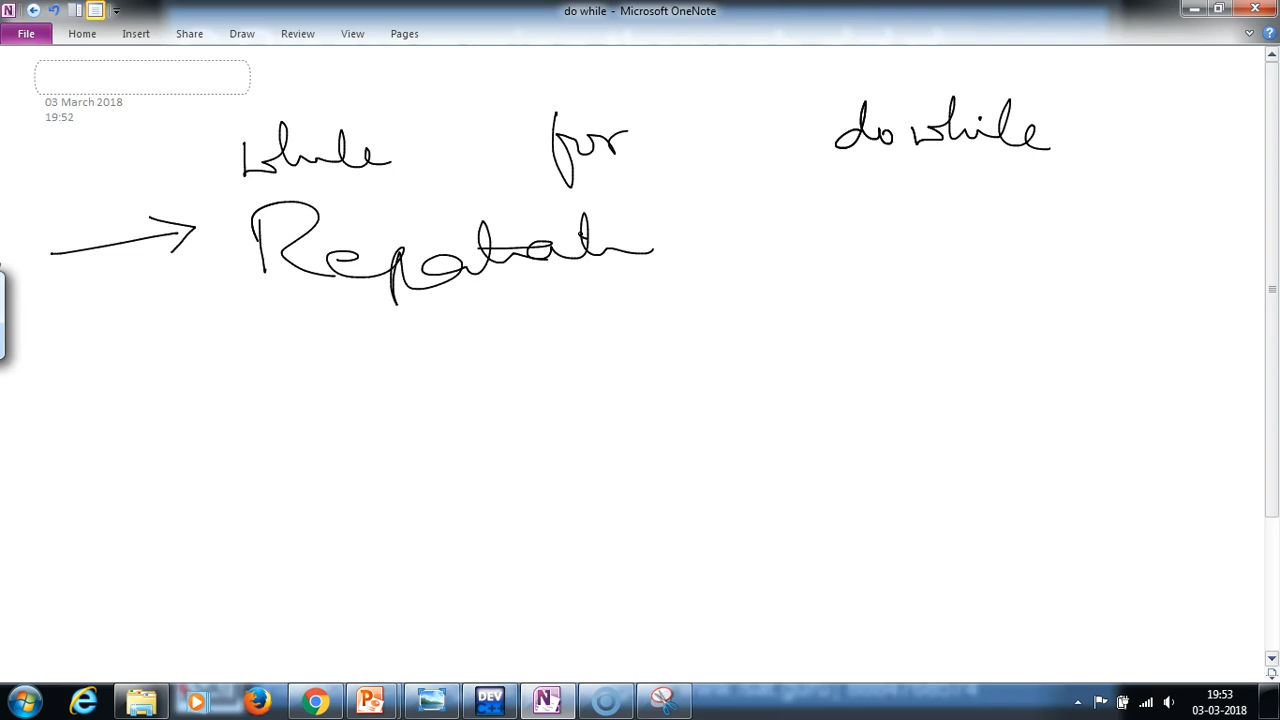 do while - Microsoft OneNote
File Home Insert Share Draw Review View Pages
03 March 2018
19:52
while for do while
DEV
C++
19:53
03-03-2018